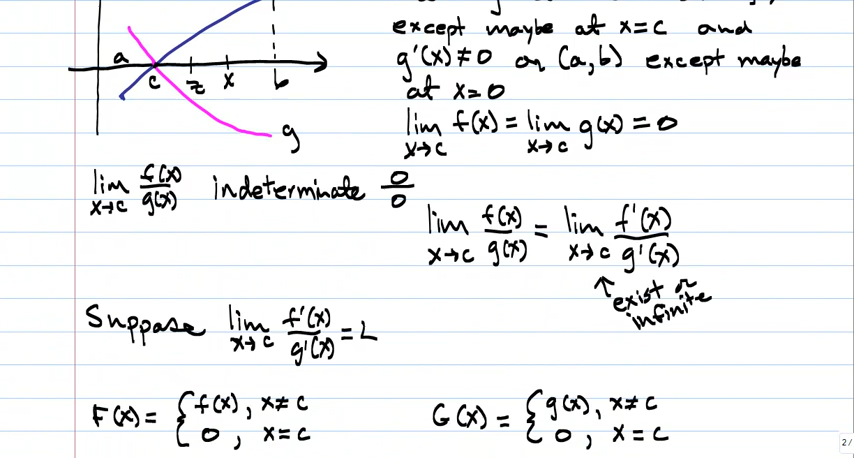 except maybe at x=c and
g'(x)≠0 on (a,b) except maybe
at x=0
lim f(x) = lim g(x) = 0
x→c x→c
a
c z x b
g
lim f(x)/g(x) indeterminate 0/0
x→c
lim f(x)/g(x) = lim f'(x)/g'(x)
x→c x→c
↑ exist or
infinite
Suppose lim f'(x)/g'(x) = L
x→c
F(x) = { f(x), x≠c
0, x=c
G(x) = { g(x), x≠c
0, x=c
2/